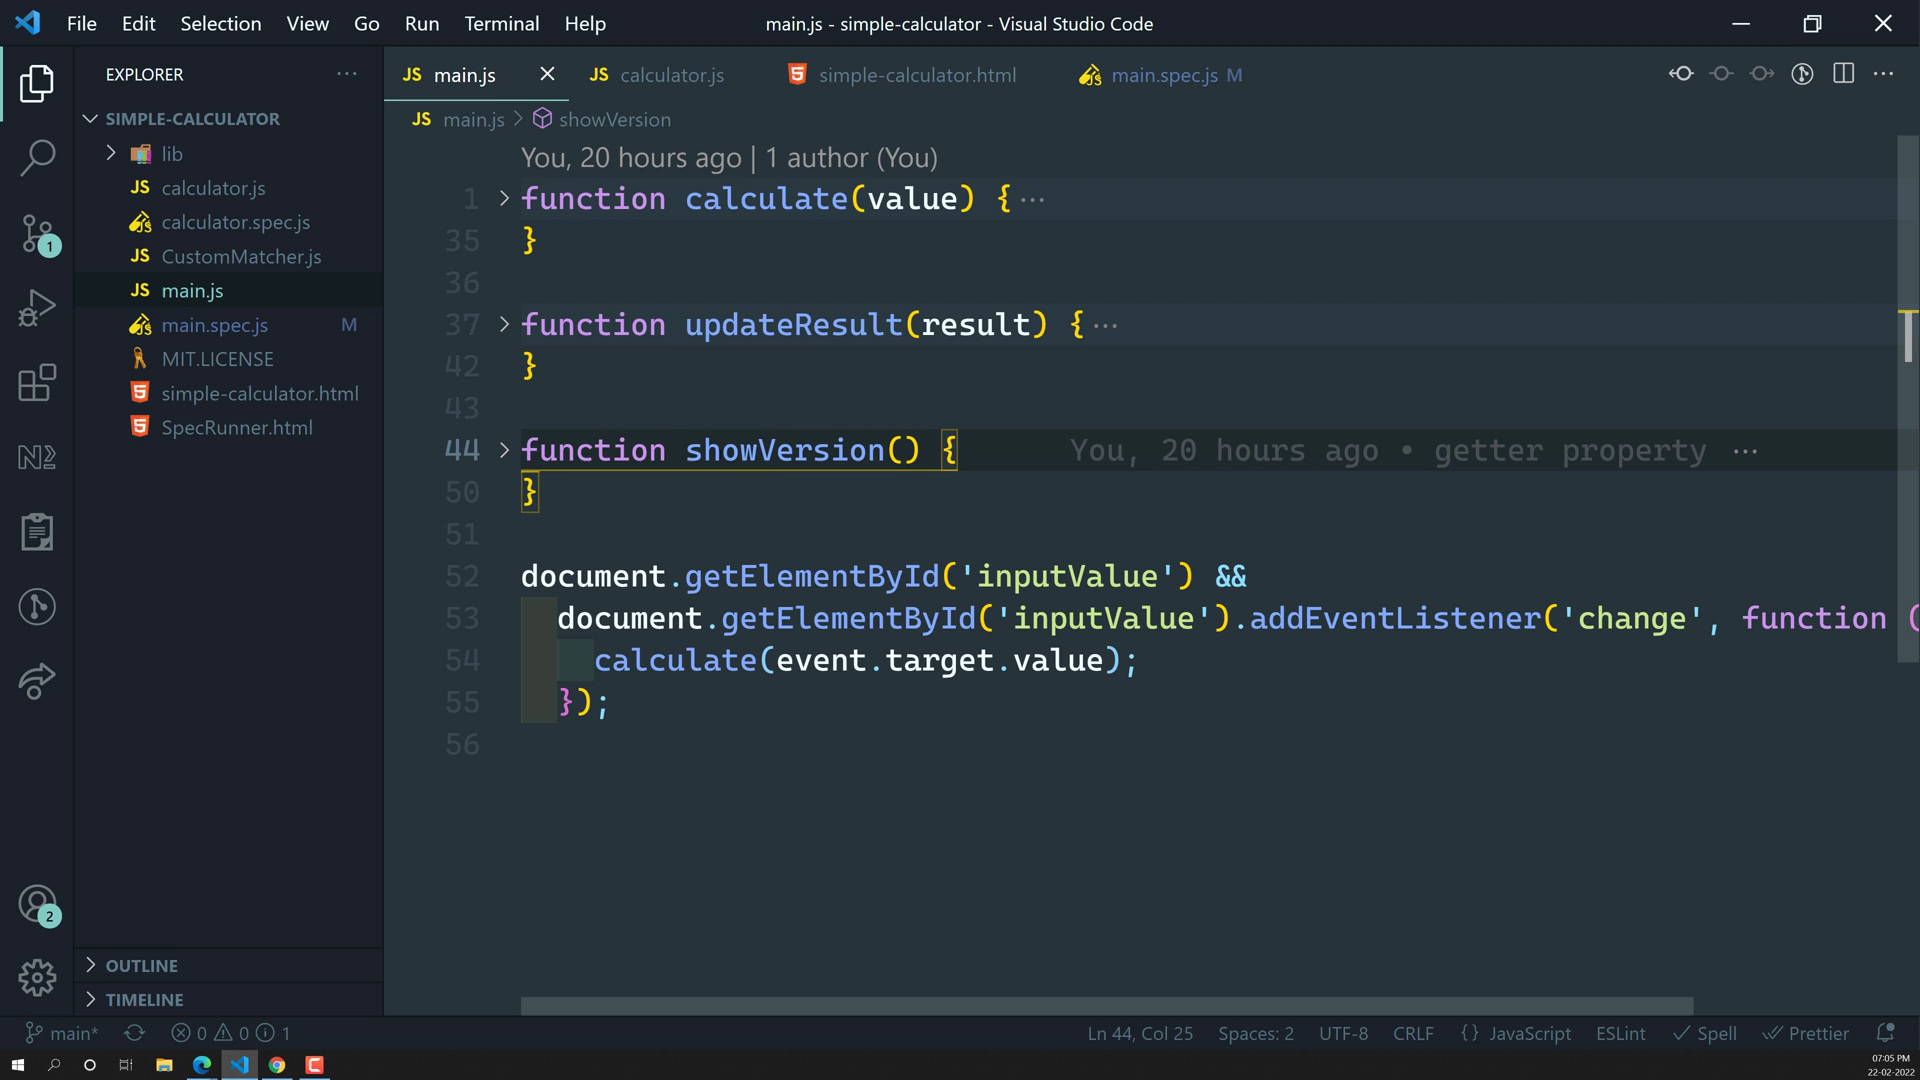 File Edit Selection View Go Run Terminal Help
main.js - simple-calculator - Visual Studio Code
EXPLORER
SIMPLE-CALCULATOR
lib
JS calculator.js
calculator.spec.js
JS CustomMatcher.js
JS main.js
main.spec.js M
MIT.LICENSE
5 simple-calculator.html
5 SpecRunner.html
OUTLINE
TIMELINE
1
N
2
JS main.js
JS calculator.js
5 simple-calculator.html
main.spec.js M
JS main.js > showVersion
You, 20 hours ago | 1 author (You)
1 function calculate(value) {···
35 }
36
37 function updateResult(result) {···
42 }
43
44 function showVersion() { You, 20 hours ago • getter property ···
50 }
51
52 document.getElementById('inputValue') &&
53 document.getElementById('inputValue').addEventListener('change', function (
54 calculate(event.target.value);
55 });
56
main* 0 0 1
Ln 44, Col 25 Spaces: 2 UTF-8 CRLF {} JavaScript ESLint Spell Prettier
07:05 PM
22-02-2022